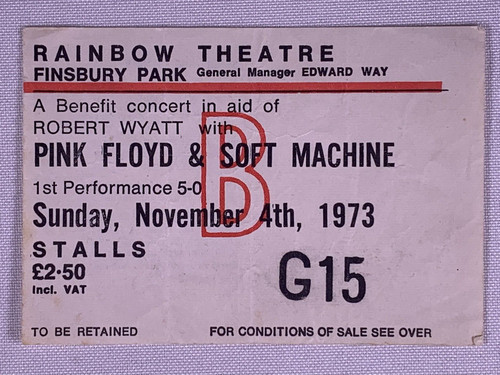 RAINBOW THEATRE
FINSBURY PARK General Manager EDWARD WAY
A Benefit concert in aid of
ROBERT WYATT with
PINK FLOYD & SOFT MACHINE
B
1st Performance 5-0
Sunday, November 4th, 1973
STALLS
£2·50
incl. VAT
G15
TO BE RETAINED FOR CONDITIONS OF SALE SEE OVER